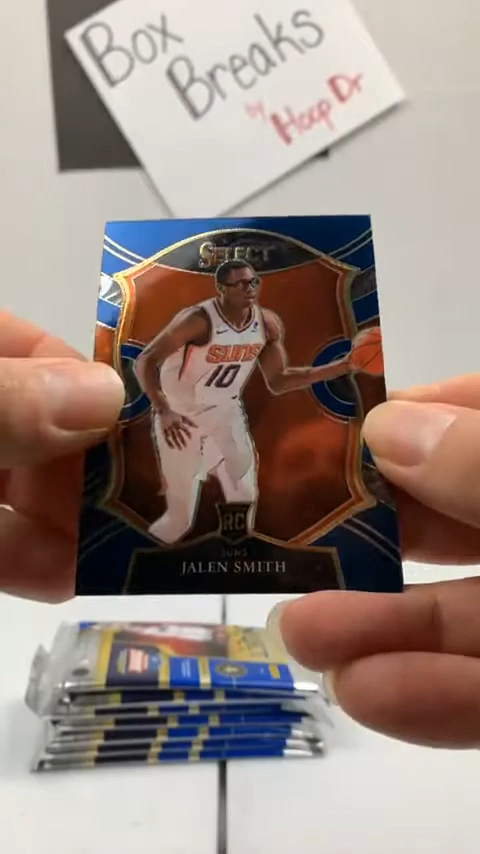 Box
Breaks
by Hoop Dr
SELECT
SUNS
10
RC
SUNS
JALEN SMITH